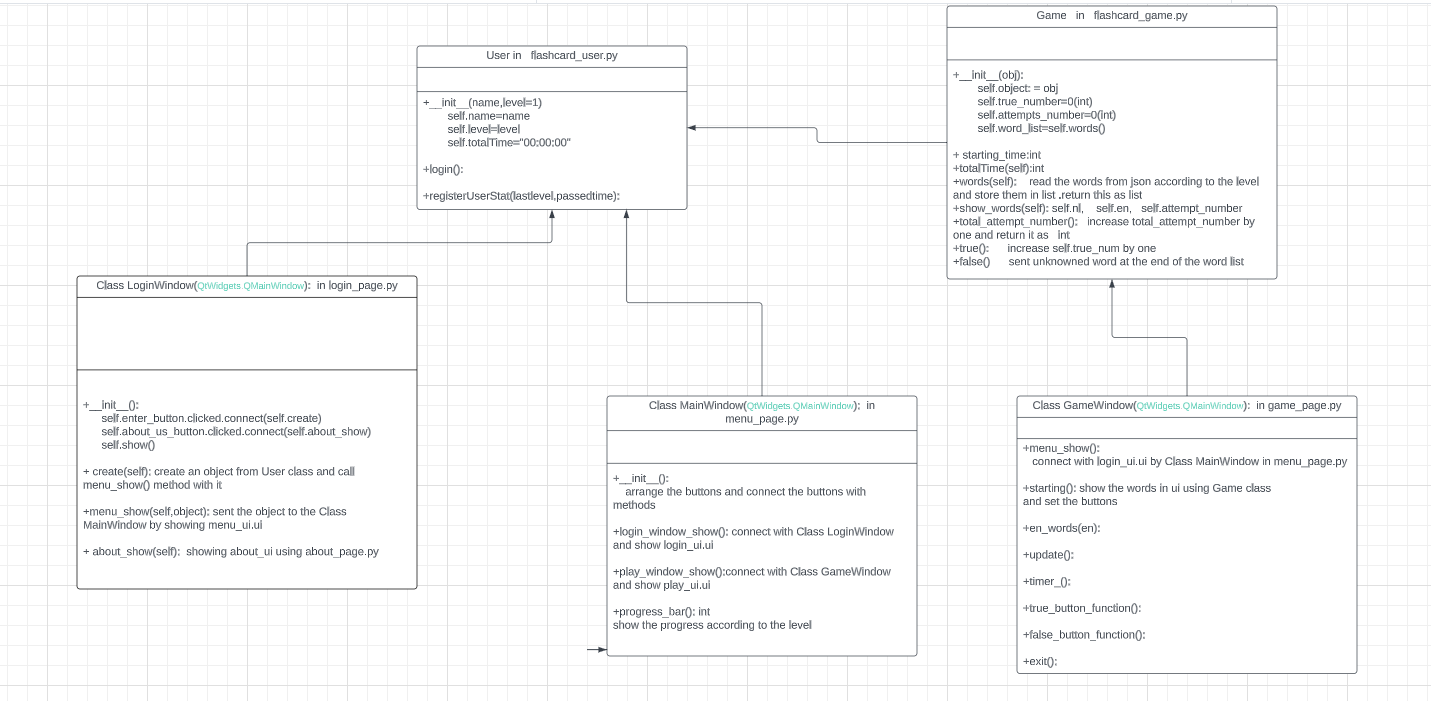 User in flashcard_user.py
+__init__(name,level=1)
self.name=name
self.level=level
self.totalTime="00:00:00"
+login():
+registerUserStat(lastlevel,passedtime):
Game in flashcard_game.py
+__init__(obj):
self.object: = obj
self.true_number=0(int)
self.attempts_number=0(int)
self.word_list=self.words()
+ starting_time:int
+totalTime(self):int
+words(self): read the words from json according to the level
and store them in list .return thIs as list
+show_words(self): self.nl, self.en, self.attempt_number
+total_attempt_number(): increase total_attempt_number by
one and return it as int
+true(): increase self.true_num by one
+false() sent unknowned word at the end of the word list
Class LoginWindow(QtWidgets.QMainWindow): in login_page.py
+__init__():
self.enter_button.clicked.connect(self.create)
self.about_us_button.clicked.connect(self.about_show)
self.show()
+ create(self): create an object from User class and call
menu_show() method with it
+menu_show(self,object): sent the object to the Class
MainWindow by showing menu_ui.ui
+ about_show(self): showing about_ui using about_page.py
Class MainWindow(QtWidgets.QMainWindow): in
menu_page.py
+__init__():
arrange the buttons and connect the buttons with
methods
+login_window_show(): connect with Class LoginWindow
and show login_ui.ui
+play_window_show():connect with Class GameWindow
and show play_ui.ui
+progress_bar(): int
show the progress according to the level
Class GameWindow(QtWidgets.QMainWindow): in game_page.py
+menu_show():
connect with login_ui.ui by Class MainWindow in menu_page.py
+starting(): show the words in ui using Game class
and set the buttons
+en_words(en):
+update():
+timer_():
+true_button_function():
+false_button_function():
+exit():